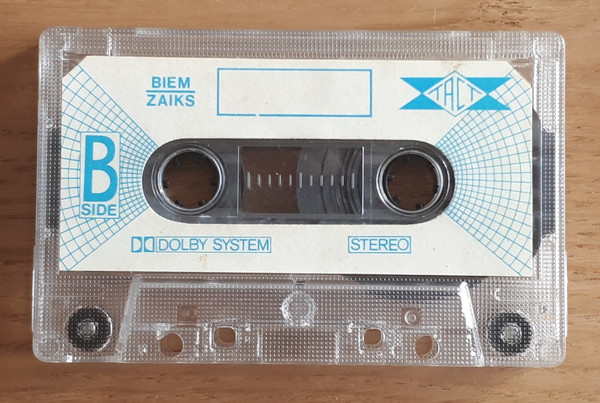 BIEM
ZAIKS
TACT
B
SIDE
DOLBY SYSTEM
STEREO